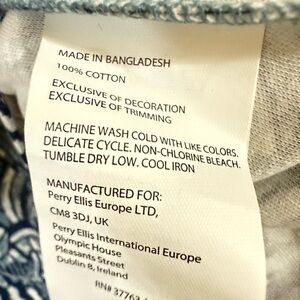 MADE IN BANGLADESH
100% COTTON
EXCLUSIVE OF DECORATION
EXCLUSIVE OF TRIMMING
MACHINE WASH COLD WITH LIKE COLORS.
DELICATE CYCLE. NON-CHLORINE BLEACH.
TUMBLE DRY LOW. COOL IRON
MANUFACTURED FOR:
Perry Ellis Europe LTD,
CM8 3DJ, UK
Perry Ellis International Europe
Olympic House
Pleasants Street
Dublin 8, Ireland
RN# 37763